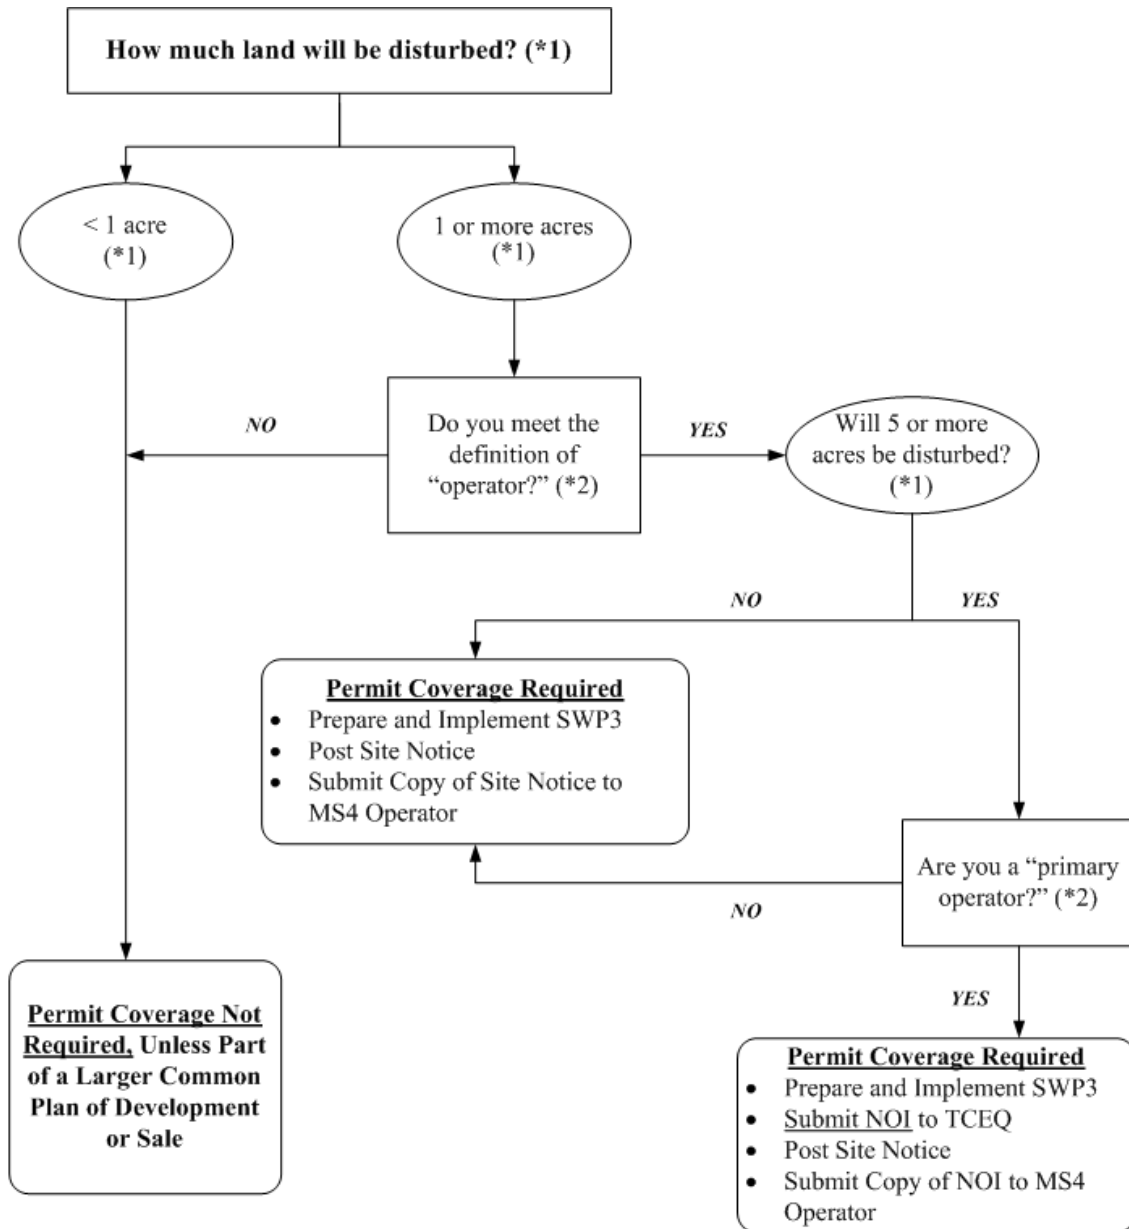 How much land will be disturbed? (*1)
< 1 acre
(*1)
1 or more acres
(*1)
Do you meet the
definition of
“operator?” (*2)
NO
YES
Will 5 or more
acres be disturbed?
(*1)
NO
YES
Permit Coverage Required
• Prepare and Implement SWP3
• Post Site Notice
• Submit Copy of Site Notice to
MS4 Operator
Are you a “primary
operator?” (*2)
NO
YES
Permit Coverage Not
Required, Unless Part
of a Larger Common
Plan of Development
or Sale
Permit Coverage Required
• Prepare and Implement SWP3
• Submit NOI to TCEQ
• Post Site Notice
• Submit Copy of NOI to MS4
Operator